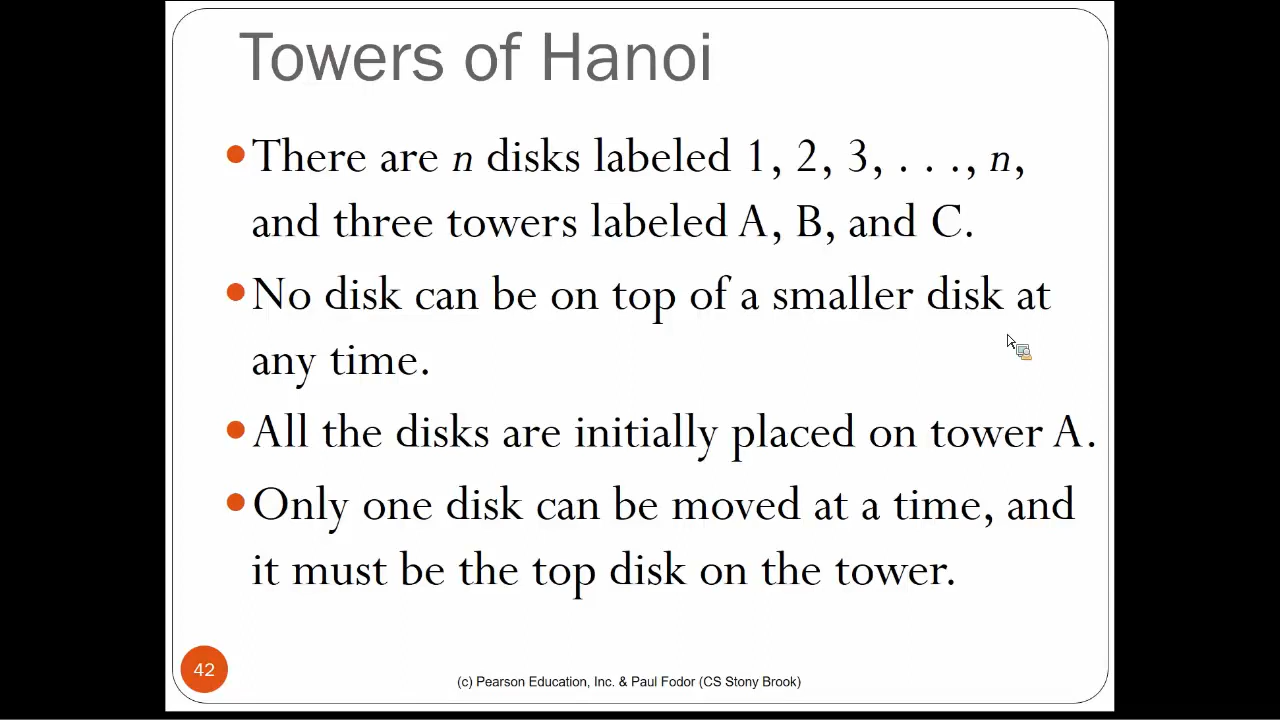 Towers of Hanoi
There are n disks labeled 1, 2, 3, . . ., n,
and three towers labeled A, B, and C.
No disk can be on top of a smaller disk at
any time.
All the disks are initially placed on tower A.
Only one disk can be moved at a time, and
it must be the top disk on the tower.
42
(c) Pearson Education, Inc. & Paul Fodor (CS Stony Brook)